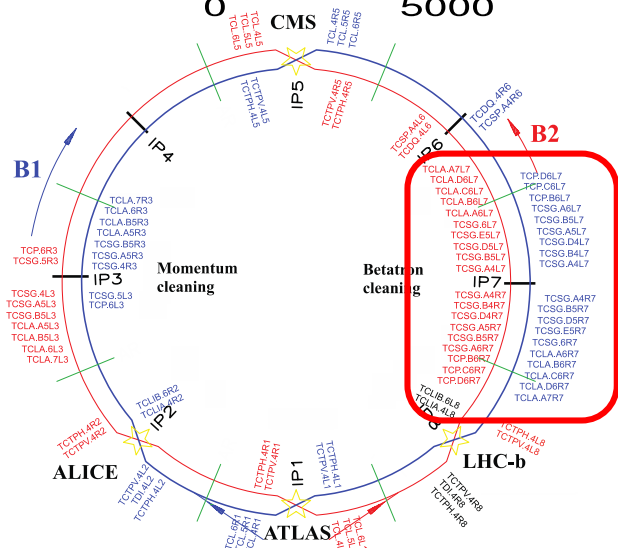 0 5000
CMS
TCL.4L5
TCL.5L5
TCL.6L5
TCL.4R5
TCL.5R5
TCL.6R5
TCTPV.4L5
TCTPH.4L5
IP5
TCTPV.4R5
TCTPH.4R5
TCSP.A4L6
TCDQ.4L6
TCDQ.4R6
TCSP.A4R6
IP4
IP6
B1
B2
TCLA.7R3
TCLA.6R3
TCLA.B5R3
TCLA.A5R3
TCSG.B5R3
TCSG.A5R3
TCSG.4R3
TCP.6R3
TCSG.5R3
IP3
Momentum
cleaning
TCSG.5L3
TCP.6L3
TCSG.4L3
TCSG.A5L3
TCSG.B5L3
TCLA.A5L3
TCLA.B5L3
TCLA.6L3
TCLA.7L3
Betatron
cleaning
TCLA.A7L7
TCLA.D6L7
TCLA.C6L7
TCLA.B6L7
TCLA.A6L7
TCSG.6L7
TCSG.E5L7
TCSG.D5L7
TCSG.B5L7
TCSG.A4L7
TCP.D6L7
TCP.C6L7
TCP.B6L7
TCSG.A6L7
TCSG.B5L7
TCSG.A5L7
TCSG.D4L7
TCSG.B4L7
TCSG.A4L7
IP7
TCSG.A4R7
TCSG.B4R7
TCSG.D4R7
TCSG.A5R7
TCSG.B5R7
TCSG.A6R7
TCP.B6R7
TCP.C6R7
TCP.D6R7
TCSG.A4R7
TCSG.B5R7
TCSG.D5R7
TCSG.E5R7
TCSG.6R7
TCLA.A6R7
TCLA.B6R7
TCLA.C6R7
TCLA.D6R7
TCLA.A7R7
TCLIB.6R2
TCLIA.4R2
IP2
TCTPH.4R2
TCTPV.4R2
ALICE
TCTPV.4L2
TDI.4L2
TCTPH.4L2
TCLIB.6L8
TCLIA.4L8
TCTPH.4L8
TCTPV.4L8
LHC-b
TCTPV.4R8
TDI.4R8
TCTPH.4R8
TCTPH.4R1
TCTPV.4R1
IP1
TCTPH.4L1
TCTPV.4L1
TCL.6R1
ATLAS